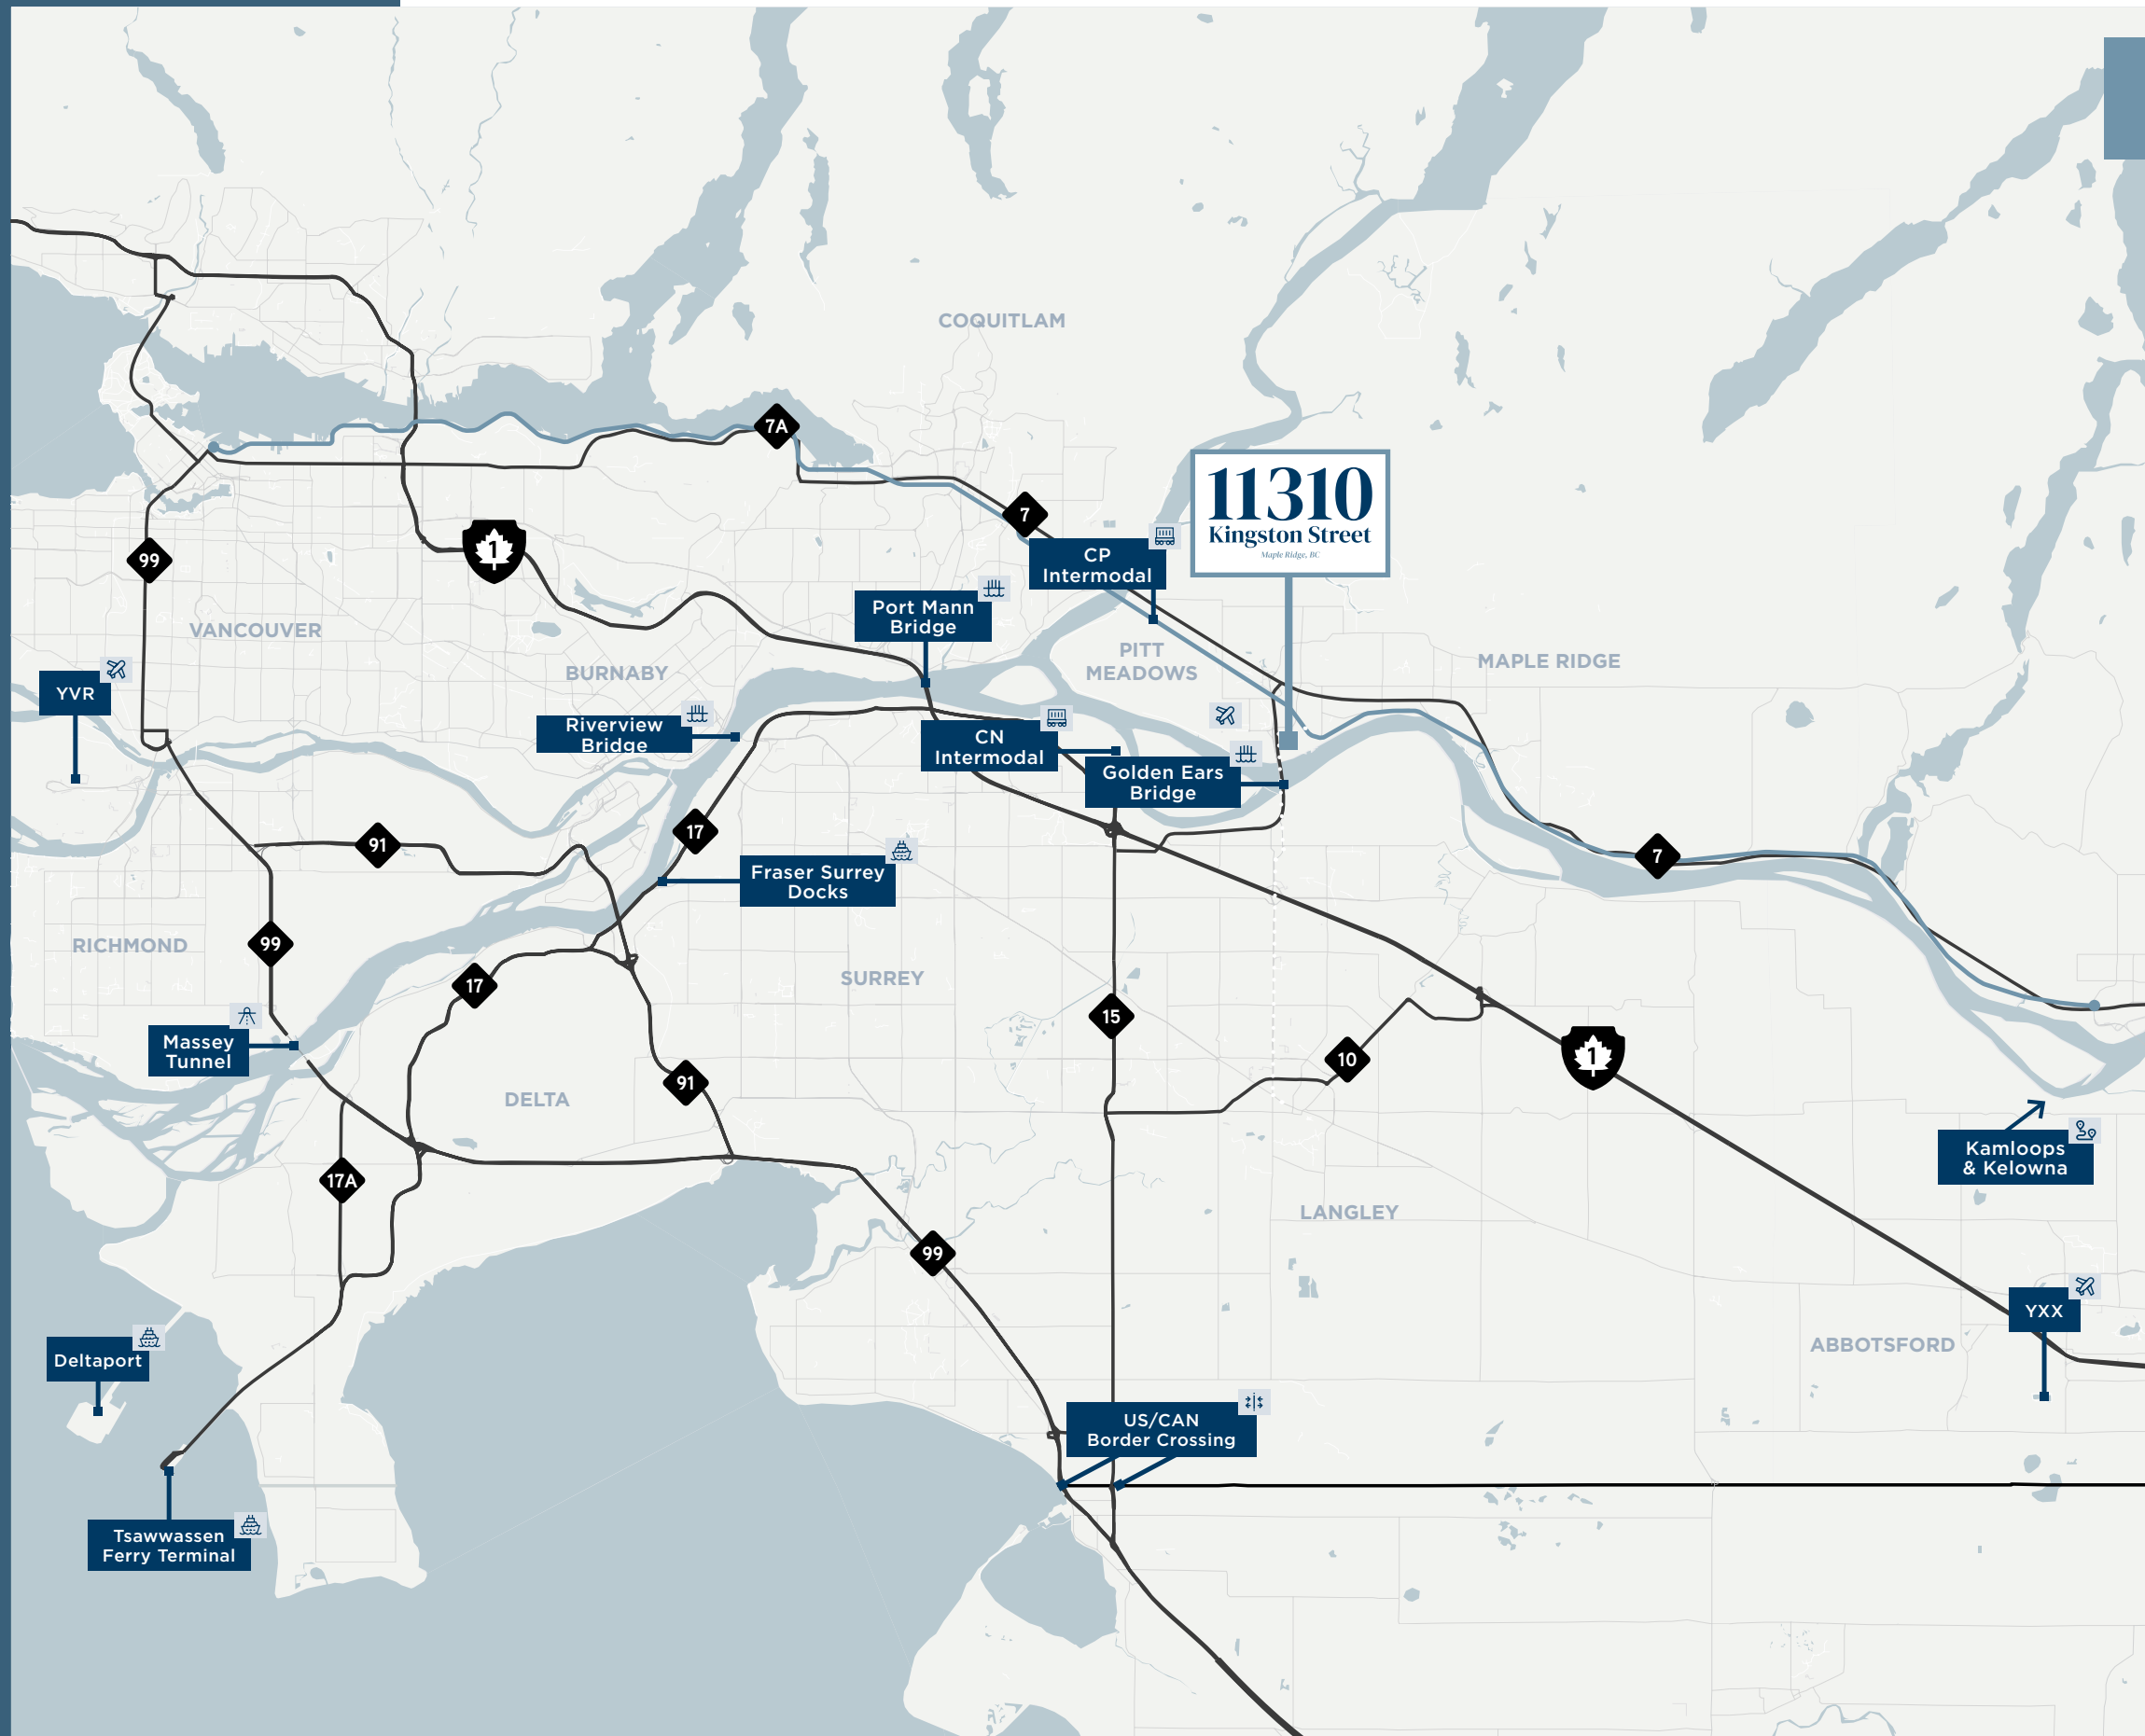 COQUITLAM
7A
11310
Kingston Street
Maple Ridge, BC
7
1
99
CP
Intermodal
Port Mann
Bridge
VANCOUVER
PITT
MEADOWS
MAPLE RIDGE
BURNABY
YVR
Riverview
Bridge
CN
Intermodal
Golden Ears
Bridge
17
91
7
Fraser Surrey
Docks
RICHMOND
99
SURREY
17
15
Massey
Tunnel
10
1
91
DELTA
Kamloops
& Kelowna
17A
LANGLEY
99
YXX
ABBOTSFORD
Deltaport
US/CAN
Border Crossing
Tsawwassen
Ferry Terminal